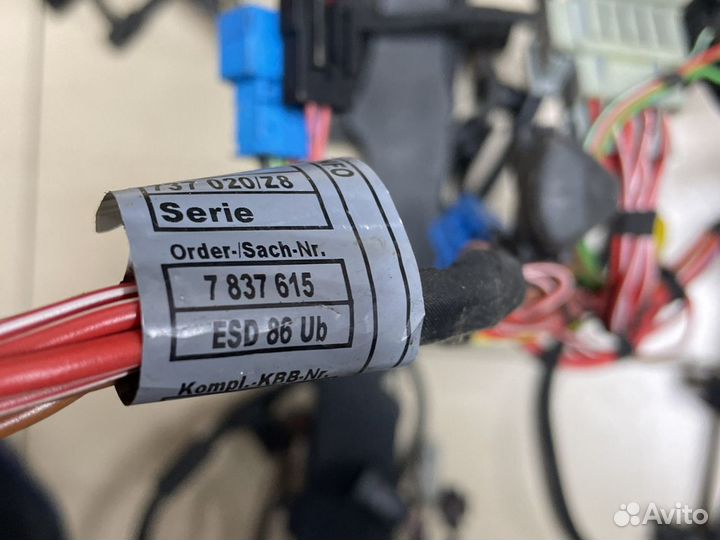 737 020/Z8
Serie
Order-/Sach-Nr.
7 837 615
ESD 86 Ub
Kompl.-KBB-Nr.
Avito